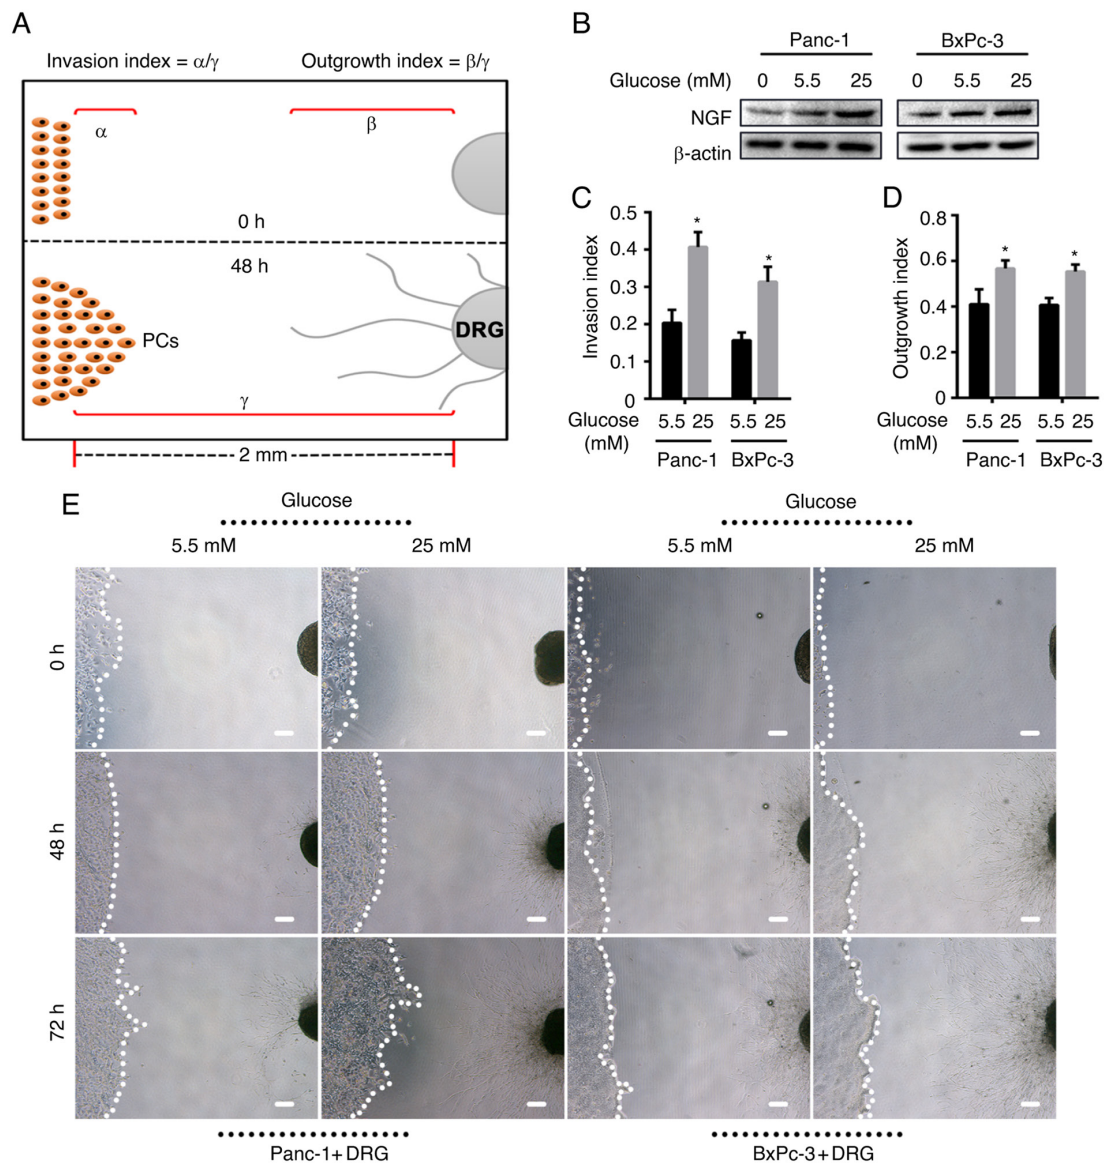 A
Invasion index = α/γ
Outgrowth index = β/γ
α
β
0 h
48 h
PCs
DRG
γ
2 mm
B
Panc-1
BxPc-3
Glucose (mM)
0 5.5 25
0 5.5 25
NGF
β-actin
C
Invasion index
0.5
0.4
0.3
0.2
0.1
0
*
*
Glucose
(mM)
5.5 25
5.5 25
Panc-1
BxPc-3
D
Outgrowth index
0.8
0.6
0.4
0.2
0
*
*
Glucose
(mM)
5.5 25
5.5 25
Panc-1
BxPc-3
E
Glucose
Glucose
5.5 mM
25 mM
5.5 mM
25 mM
0 h
48 h
72 h
Panc-1+DRG
BxPc-3+DRG